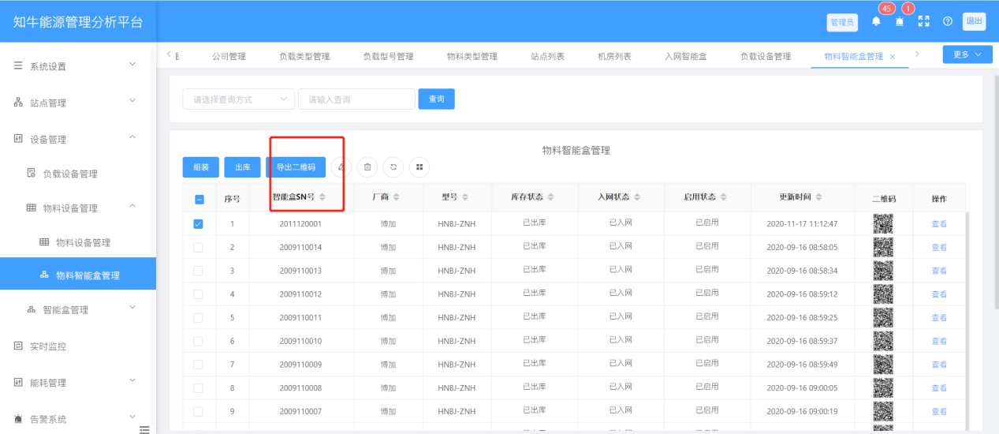 知牛能源管理分析平台
管理员 45 1 退出
公司管理 负载类型管理 负载型号管理 物料类型管理 站点列表 机房列表 入网智能盒 负载设备管理 物料智能盒管理 × 更多
系统设置
站点管理
设备管理
负载设备管理
物料设备管理
物料设备管理
物料智能盒管理
智能盒管理
实时监控
能耗管理
告警系统
请选择查询方式 请输入查询 查询
物料智能盒管理
组装 出库 导出二维码
序号 智能盒SN号 厂商 型号 库存状态 入网状态 启用状态 更新时间 二维码 操作
1 2011120001 博加 HNBJ-ZNH 已出库 已入网 已启用 2020-11-17 11:12:47 查看
2 2009110014 博加 HNBJ-ZNH 已出库 已入网 已启用 2020-09-16 08:58:05 查看
3 2009110013 博加 HNBJ-ZNH 已出库 已入网 已启用 2020-09-16 08:58:34 查看
4 2009110012 博加 HNBJ-ZNH 已出库 已入网 已启用 2020-09-16 08:59:12 查看
5 2009110011 博加 HNBJ-ZNH 已出库 已入网 已启用 2020-09-16 08:59:25 查看
6 2009110010 博加 HNBJ-ZNH 已出库 已入网 已启用 2020-09-16 08:59:37 查看
7 2009110009 博加 HNBJ-ZNH 已出库 已入网 已启用 2020-09-16 08:59:49 查看
8 2009110008 博加 HNBJ-ZNH 已出库 已入网 已启用 2020-09-16 09:00:05 查看
9 2009110007 博加 HNBJ-ZNH 已出库 已入网 已启用 2020-09-16 09:00:19 查看